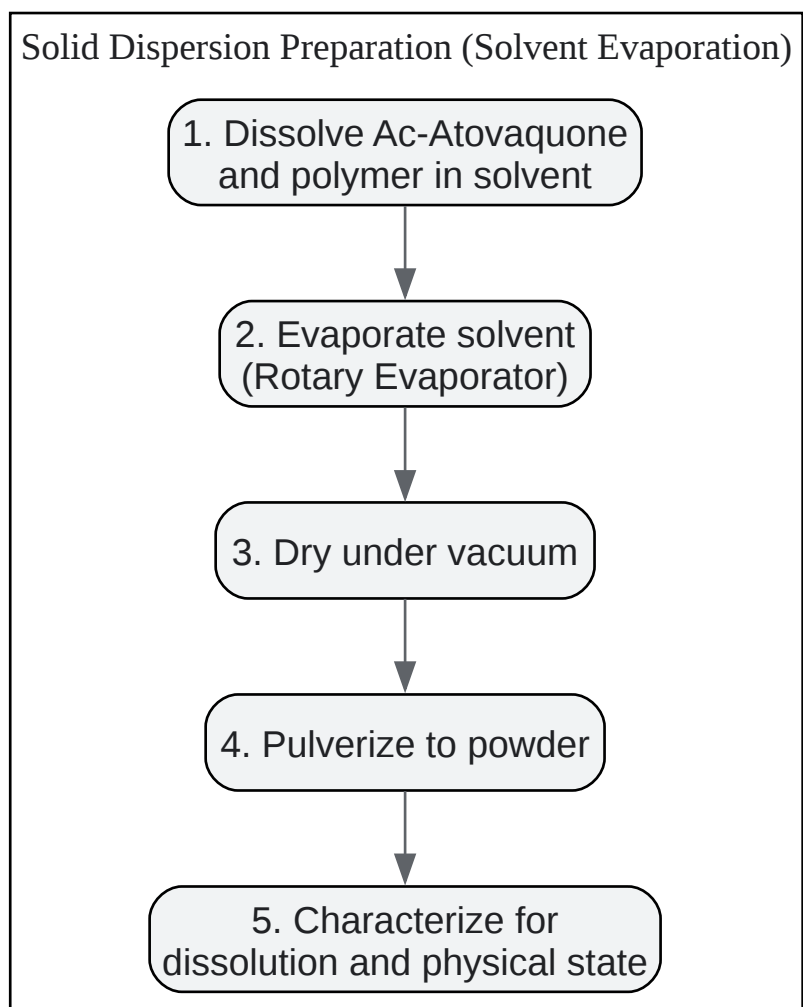 Solid Dispersion Preparation (Solvent Evaporation)
1. Dissolve Ac-Atovaquone
and polymer in solvent
2. Evaporate solvent
(Rotary Evaporator)
3. Dry under vacuum
4. Pulverize to powder
5. Characterize for
dissolution and physical state